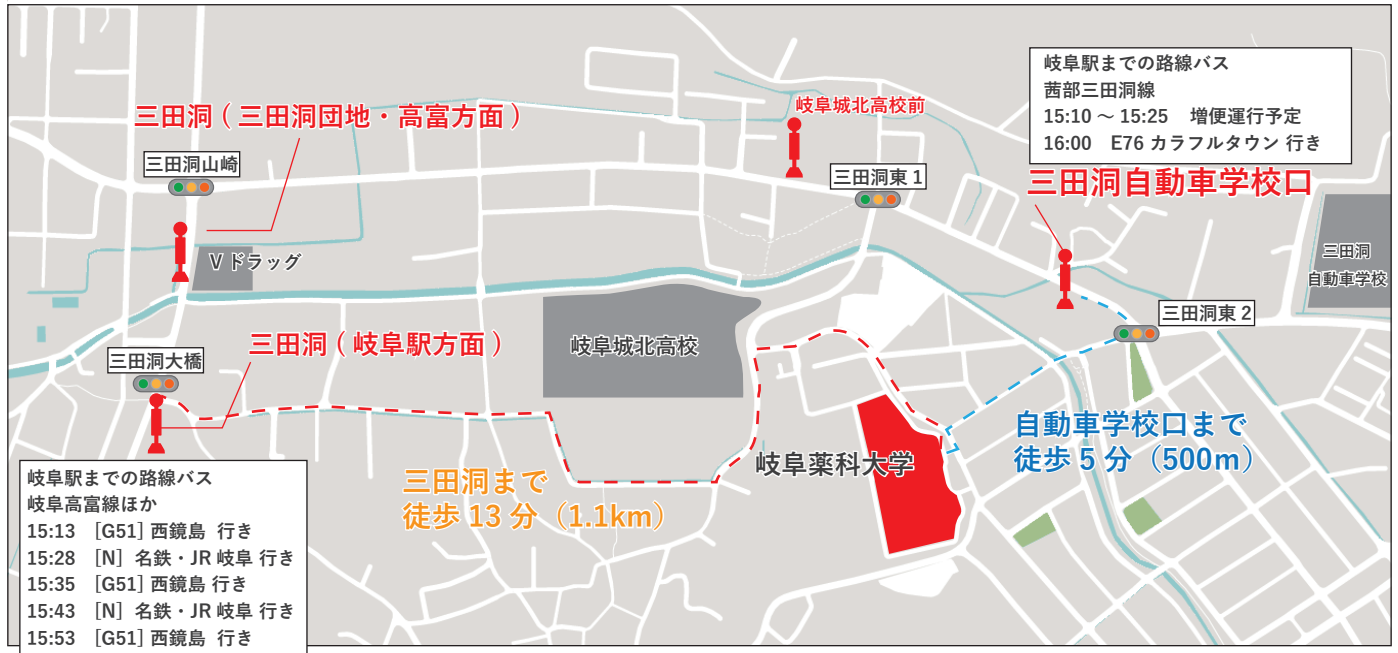 岐阜駅までの路線バス
茜部三田洞線
15:10 ～ 15:25 増便運行予定
16:00 E76 カラフルタウン 行き
岐阜城北高校前
三田洞 ( 三田洞団地・高富方面 )
三田洞山崎
三田洞東 1
三田洞自動車学校口
三田洞
自動車学校
V ドラッグ
三田洞東 2
岐阜城北高校
三田洞 ( 岐阜駅方面 )
三田洞大橋
自動車学校口まで
徒歩 5 分（500m）
岐阜薬科大学
三田洞まで
徒歩 13 分（1.1km）
岐阜駅までの路線バス
岐阜高富線ほか
15:13 [G51] 西鏡島 行き
15:28 [N] 名鉄・JR 岐阜 行き
15:35 [G51] 西鏡島 行き
15:43 [N] 名鉄・JR 岐阜 行き
15:53 [G51] 西鏡島 行き